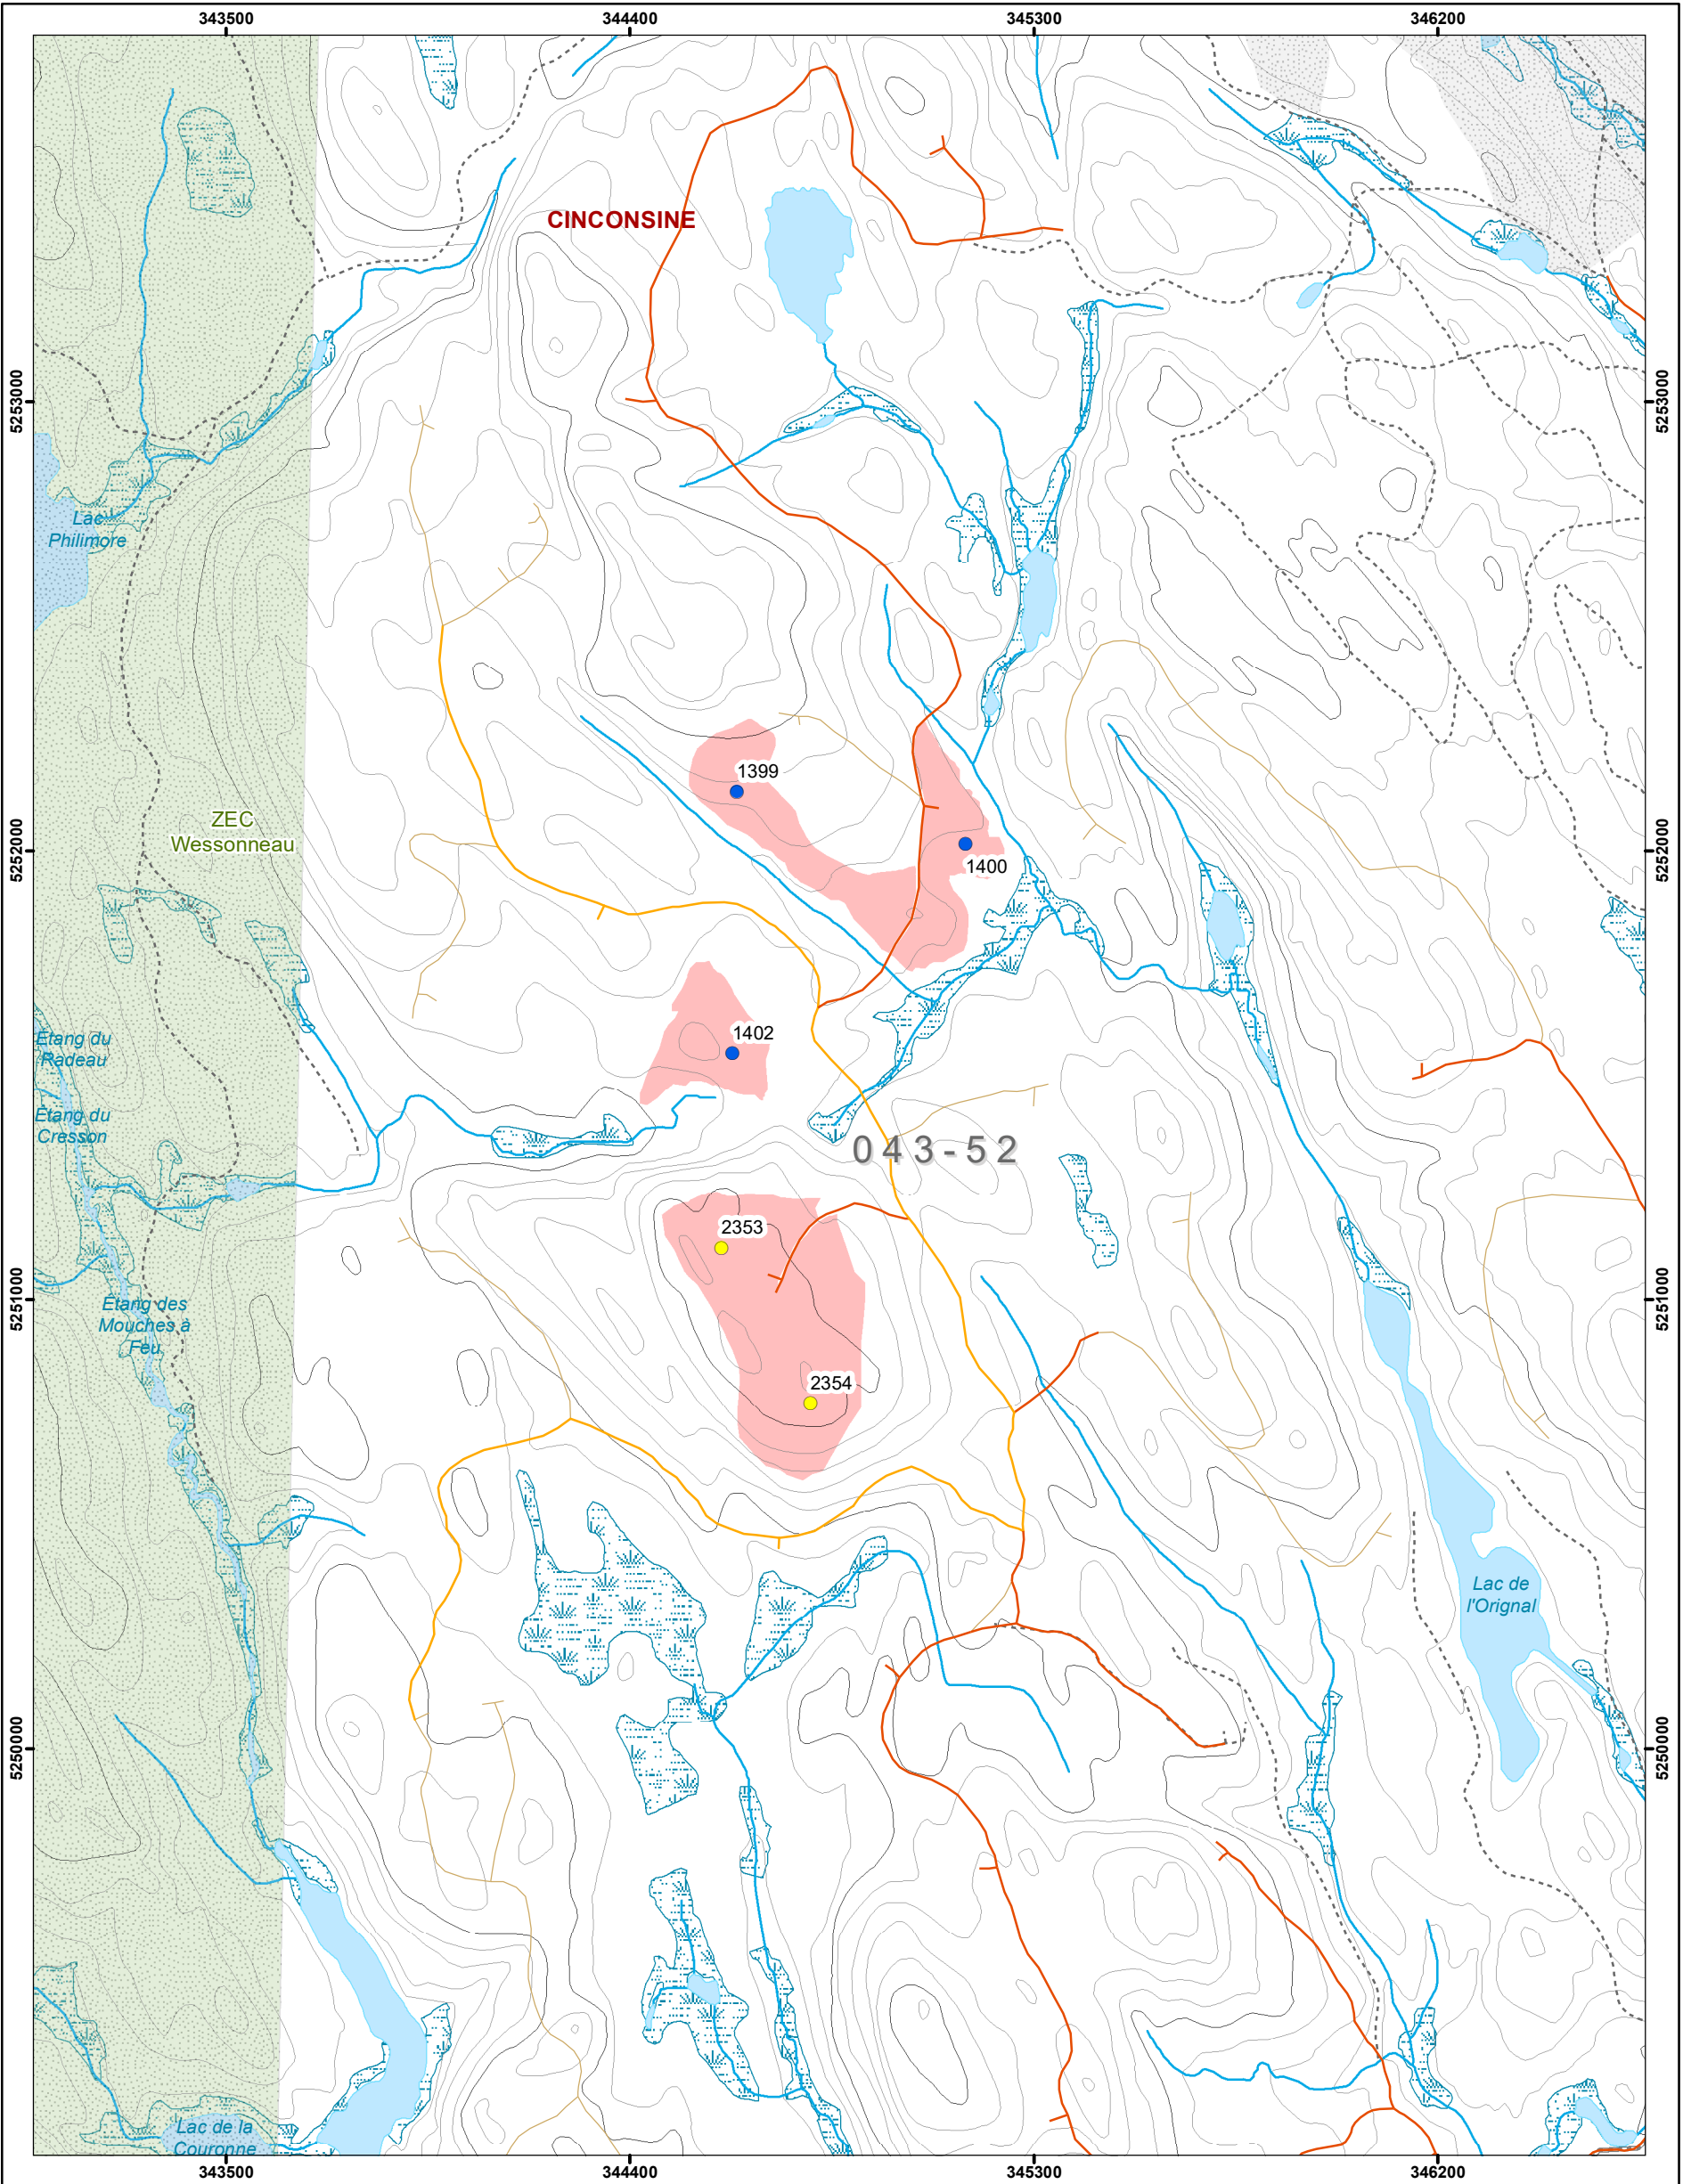 343500
344400
345300
346200
CINCONSINE
5253000
5253000
Lac
Philimore
1399
ZEC
Wessonneau
5252000
5252000
1400
1402
Étang du
Radeau
Étang du
Cresson
043-52
2353
5251000
5251000
Étang des
Mouches à
Feu
2354
Lac de
l'Orignal
5250000
5250000
Lac de la
Couronne
343500
344400
345300
346200